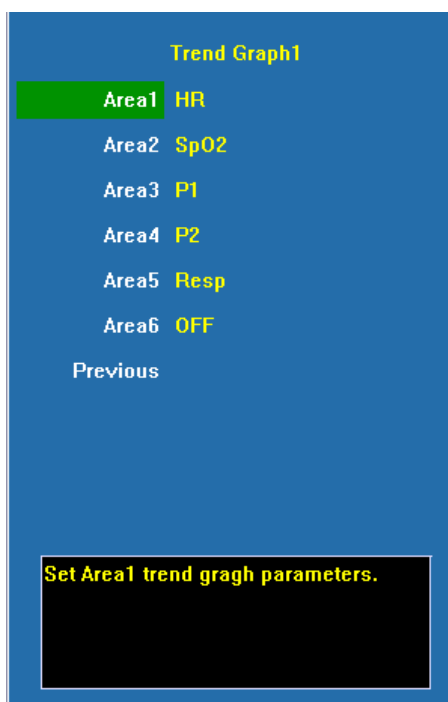 Trend Graph1
Area1 HR
Area2 SpO2
Area3 P1
Area4 P2
Area5 Resp
Area6 OFF
Previous
Set Area1 trend gragh parameters.